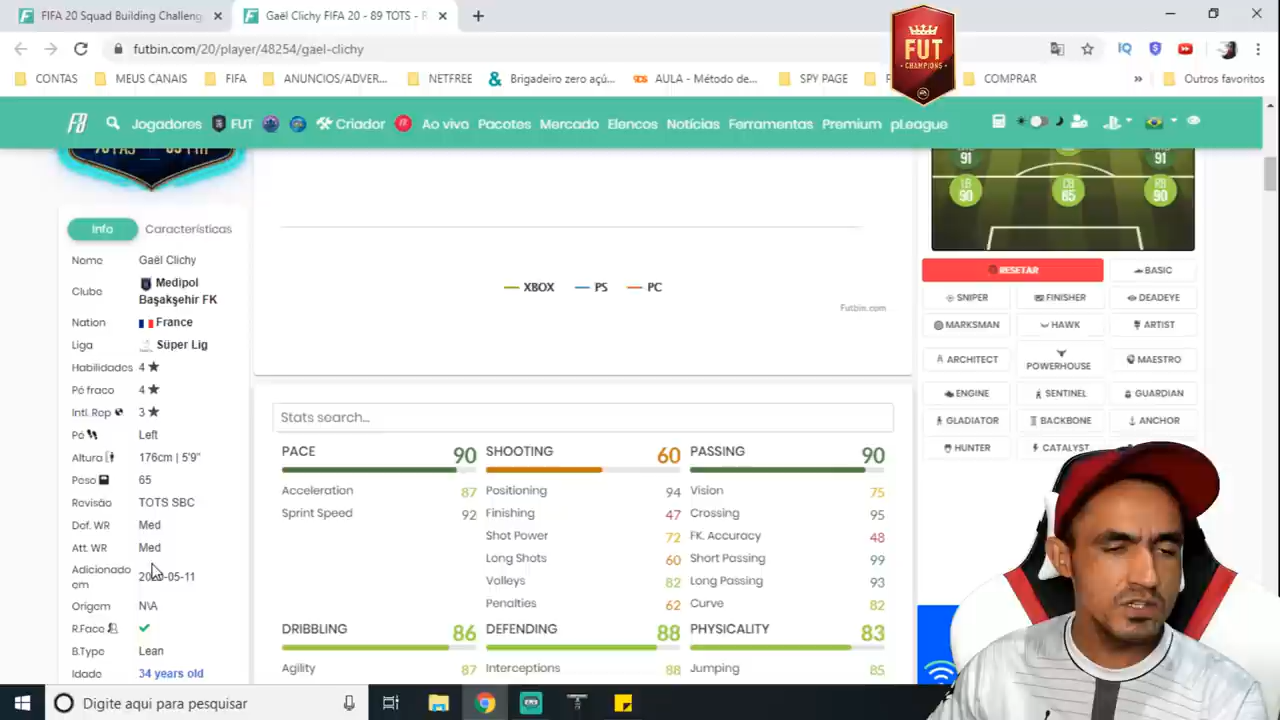 FIFA 20 Squad Building Challeng
Gaël Clichy FIFA 20 - 89 TOTS - R
futbin.com/20/player/48254/gael-clichy
CONTAS
MEUS CANAIS
FIFA
ANUNCIOS/ADVER...
NETFREE
Brigadeiro zero açú...
AULA - Método de...
SPY PAGE
COMPRAR
Outros favoritos
FUT
CHAMPIONS
Jogadores
FUT
Criador
Ao vivo
Pacotes
Mercado
Elencos
Notícias
Ferramentas
Premium
pLeague
91
91
LB
90
CB
85
RB
90
Info
Características
Nome Gaël Clichy
Clube Medipol
Başakşehir FK
Nation France
Liga Süper Lig
Habilidades 4
Pé fraco 4
Intl. Rep 3
Pé Left
Altura 176cm | 5'9"
Peso 65
Revisão TOTS SBC
Def. WR Med
Att. WR Med
Adicionado
em
-05-11
Origem N\A
R.Face
B.Type Lean
Idade 34 years old
XBOX
PS
PC
Futbin.com
Stats search...
PACE 90
Acceleration 87
Sprint Speed 92
SHOOTING 60
Positioning 94
Finishing 47
Shot Power 72
Long Shots 60
Volleys 82
Penalties 62
PASSING 90
Vision 75
Crossing 95
FK. Accuracy 48
Short Passing 99
Long Passing 93
Curve 82
DRIBBLING 86
Agility 87
DEFENDING 88
Interceptions 88
PHYSICALITY 83
Jumping 85
RESETAR
BASIC
SNIPER
FINISHER
DEADEYE
MARKSMAN
HAWK
ARTIST
ARCHITECT
POWERHOUSE
MAESTRO
ENGINE
SENTINEL
GUARDIAN
GLADIATOR
BACKBONE
ANCHOR
HUNTER
CATALYST
Digite aqui para pesquisar